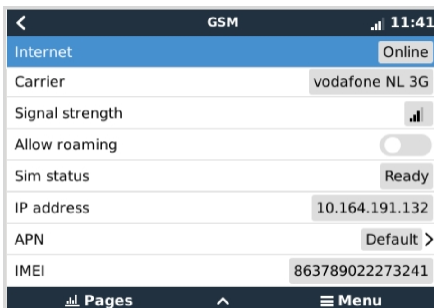 GSM 11:41
Internet Online
Carrier vodafone NL 3G
Signal strength
Allow roaming
Sim status Ready
IP address 10.164.191.132
APN Default
IMEI 863789022273241
Pages Menu